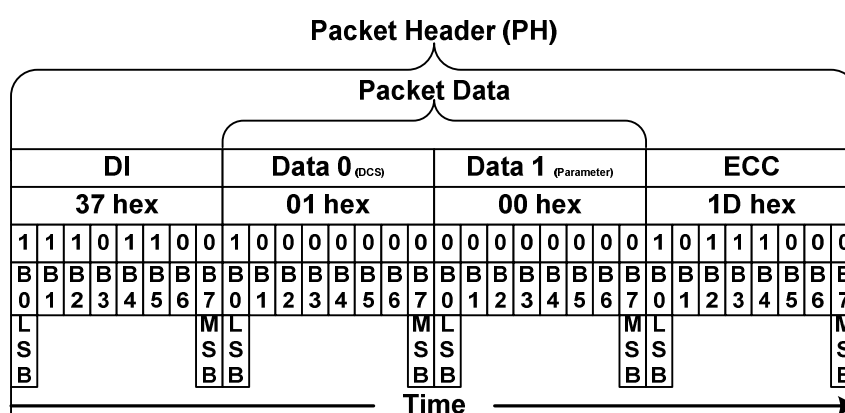 Packet Header (PH)
Packet Data
DI Data 0 (DCS) Data 1 (Parameter) ECC
37 hex 01 hex 00 hex 1D hex
1 1 1 0 1 1 0 0 1 0 0 0 0 0 0 0 0 0 0 0 0 0 0 0 1 0 1 1 1 0 0 0
B B B B B B B B B B B B B B B B B B B B B B B B B B B B B B B B
0 1 2 3 4 5 6 7 0 1 2 3 4 5 6 7 0 1 2 3 4 5 6 7 0 1 2 3 4 5 6 7
L M L M L M L M
S S S S S S S S
B B B B B B B B
Time